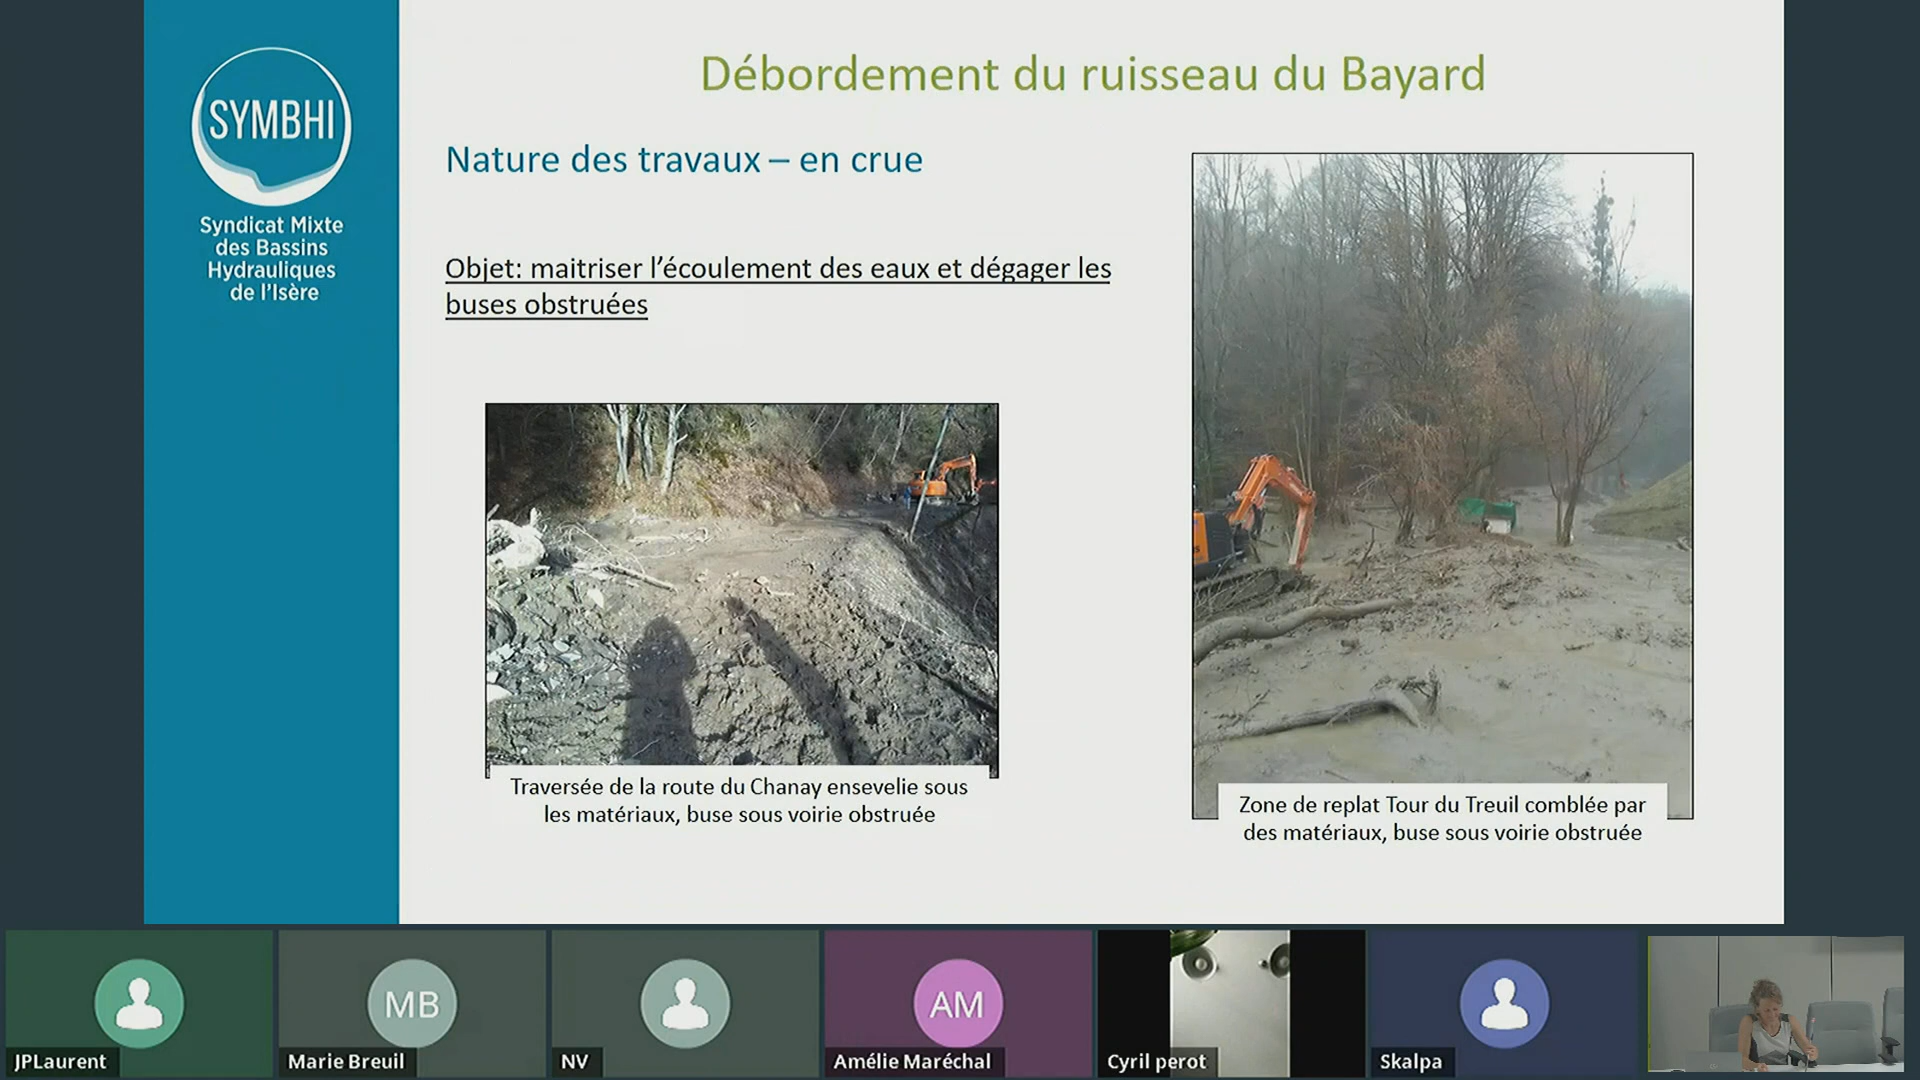 SYMBHI
Syndicat Mixte
des Bassins
Hydrauliques
de l'Isère
Débordement du ruisseau du Bayard
Nature des travaux – en crue
Objet: maitriser l'écoulement des eaux et dégager les
buses obstruées
Traversée de la route du Chanay ensevelie sous
les matériaux, buse sous voirie obstruée
Zone de replat Tour du Treuil comblée par
des matériaux, buse sous voirie obstruée
JPLaurent
MB
Marie Breuil
NV
AM
Amélie Maréchal
Cyril perot
Skalpa